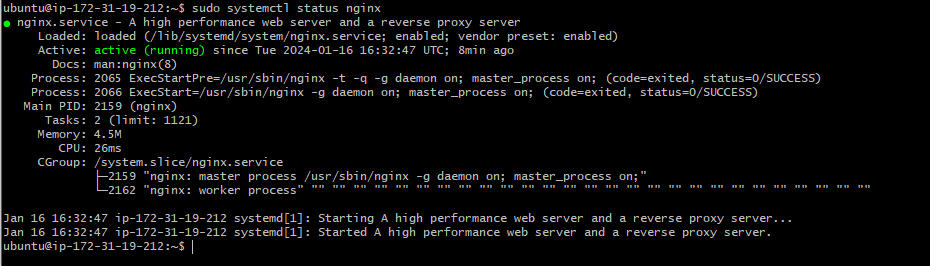 ubuntu@ip-172-31-19-212:~$ sudo systemctl status nginx
● nginx.service - A high performance web server and a reverse proxy server
     Loaded: loaded (/lib/systemd/system/nginx.service; enabled; vendor preset: enabled)
     Active: active (running) since Tue 2024-01-16 16:32:47 UTC; 8min ago
       Docs: man:nginx(8)
    Process: 2065 ExecStartPre=/usr/sbin/nginx -t -q -g daemon on; master_process on; (code=exited, status=0/SUCCESS)
    Process: 2066 ExecStart=/usr/sbin/nginx -g daemon on; master_process on; (code=exited, status=0/SUCCESS)
   Main PID: 2159 (nginx)
      Tasks: 2 (limit: 1121)
     Memory: 4.5M
        CPU: 26ms
     CGroup: /system.slice/nginx.service
             ├─2159 "nginx: master process /usr/sbin/nginx -g daemon on; master_process on;"
             └─2162 "nginx: worker process" "" "" "" "" "" "" "" "" "" "" "" "" "" "" "" "" "" "" "" "" "" "" "" "" "" "" ""
Jan 16 16:32:47 ip-172-31-19-212 systemd[1]: Starting A high performance web server and a reverse proxy server...
Jan 16 16:32:47 ip-172-31-19-212 systemd[1]: Started A high performance web server and a reverse proxy server.
ubuntu@ip-172-31-19-212:~$